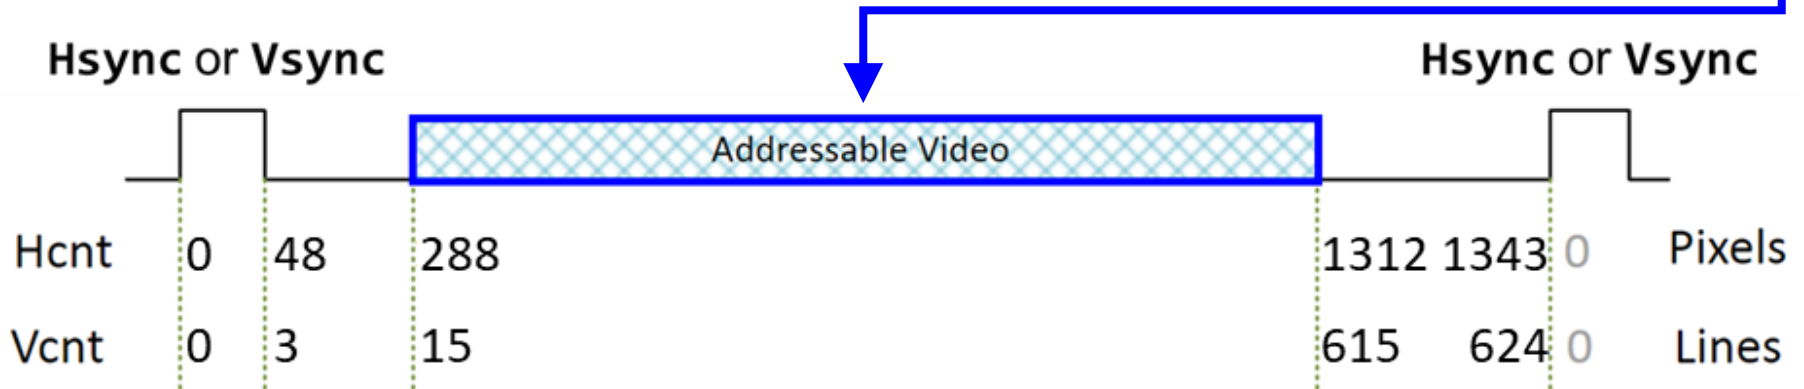 Hsync or Vsync Hsync or Vsync
Addressable Video
Hcnt 0 48 288 1312 1343 0 Pixels
Vcnt 0 3 15 615 624 0 Lines